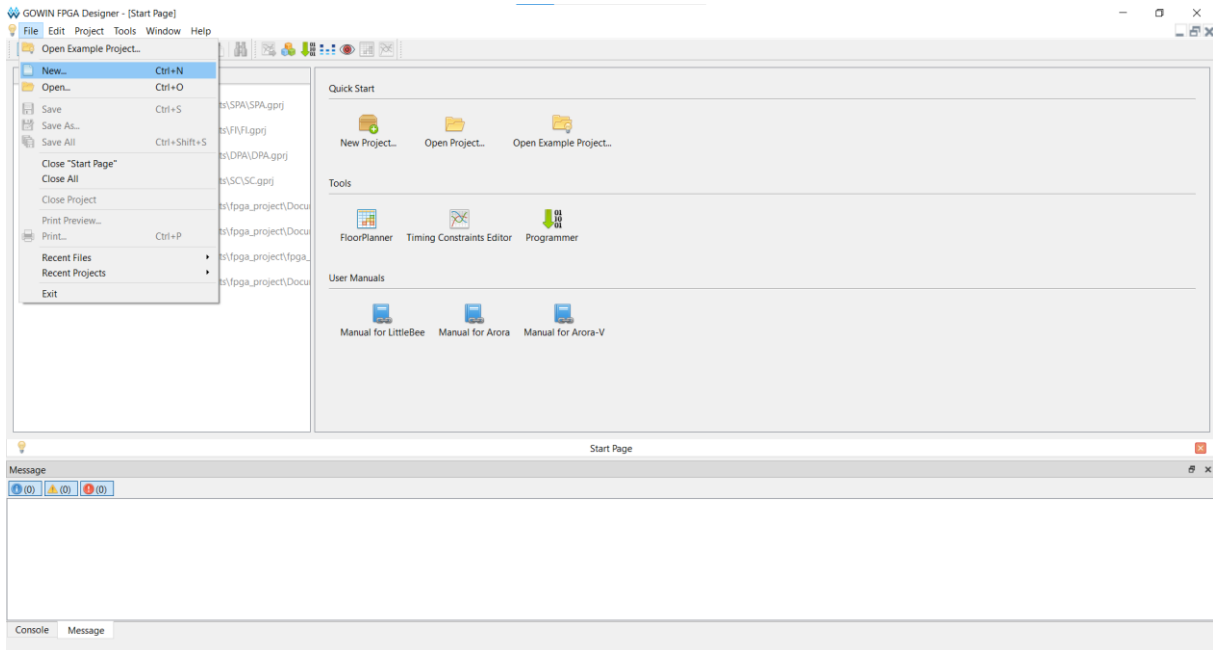 GOWIN FPGA Designer - [Start Page]
File Edit Project Tools Window Help
Open Example Project...
New... Ctrl+N
Open... Ctrl+O
Save Ctrl+S
Save As...
Save All Ctrl+Shift+S
Close "Start Page"
Close All
Close Project
Print Preview...
Print... Ctrl+P
Recent Files
Recent Projects
Exit
ts\SPA\SPA.gprj
ts\FI\FI.gprj
ts\DPA\DPA.gprj
ts\SC\SC.gprj
ts\fpga_project\Docu
ts\fpga_project\Docu
ts\fpga_project\fpga_
ts\fpga_project\Docu
Quick Start
New Project... Open Project... Open Example Project...
Tools
FloorPlanner Timing Constraints Editor Programmer
User Manuals
Manual for LittleBee Manual for Arora Manual for Arora-V
Start Page
Message
(0) (0) (0)
Console Message